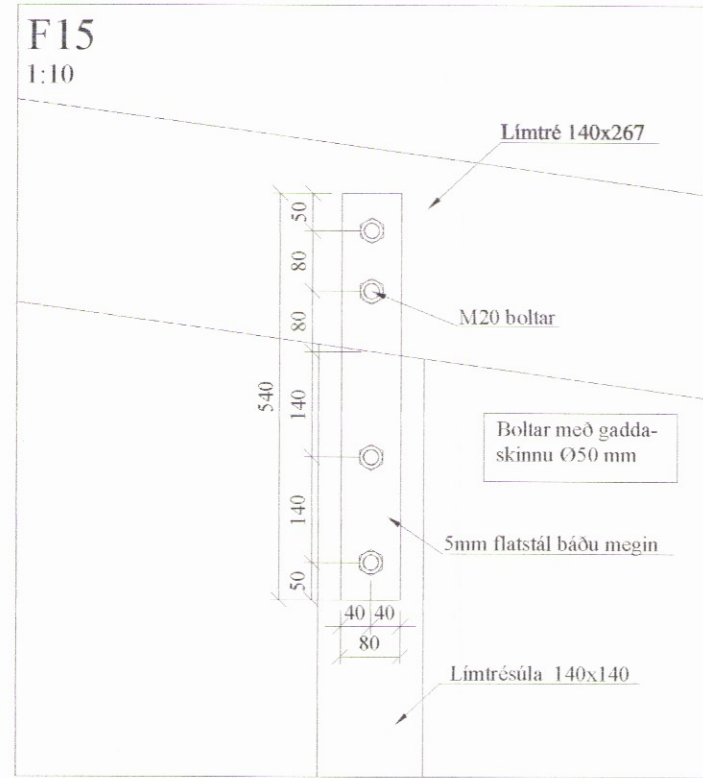 F15
1:10
Límtré 140x267
50
80
M20 boltar
80
540
140
Boltar með gadda-
skinnu Ø50 mm
140
5mm flatstál báðu megin
50
40 40
80
Límtrésúla 140x140